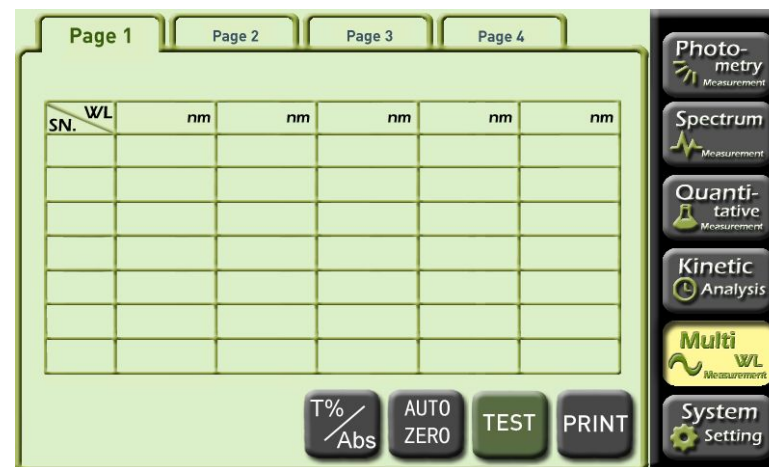 Page 1 Page 2 Page 3 Page 4
SN. WL nm nm nm nm nm
T%/Abs AUTO ZERO TEST PRINT
Photo-
metry
Measurement
Spectrum
Measurement
Quanti-
tative
Measurement
Kinetic
Analysis
Multi
WL
Measurement
System
Setting